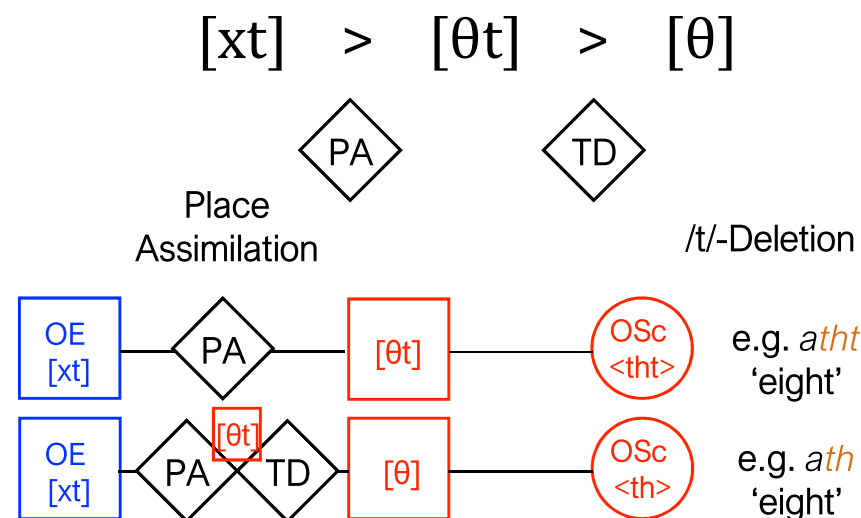 [xt] > [θt] > [θ]
PA TD
Place
Assimilation
/t/-Deletion
OE
[xt]
PA
[θt]
OSc
<tht>
e.g. atht
‘eight’
OE
[xt]
PA
[θt]
TD
[θ]
OSc
<th>
e.g. ath
‘eight’